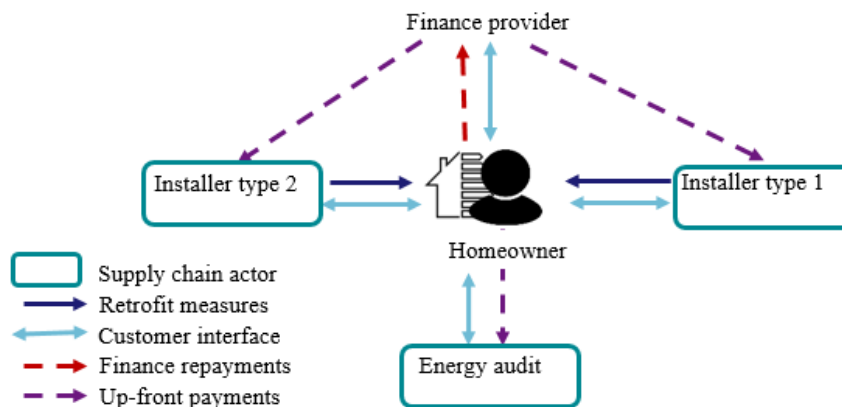 Finance provider
Installer type 2
Installer type 1
Homeowner
Supply chain actor
Retrofit measures
Customer interface
Finance repayments
Up-front payments
Energy audit